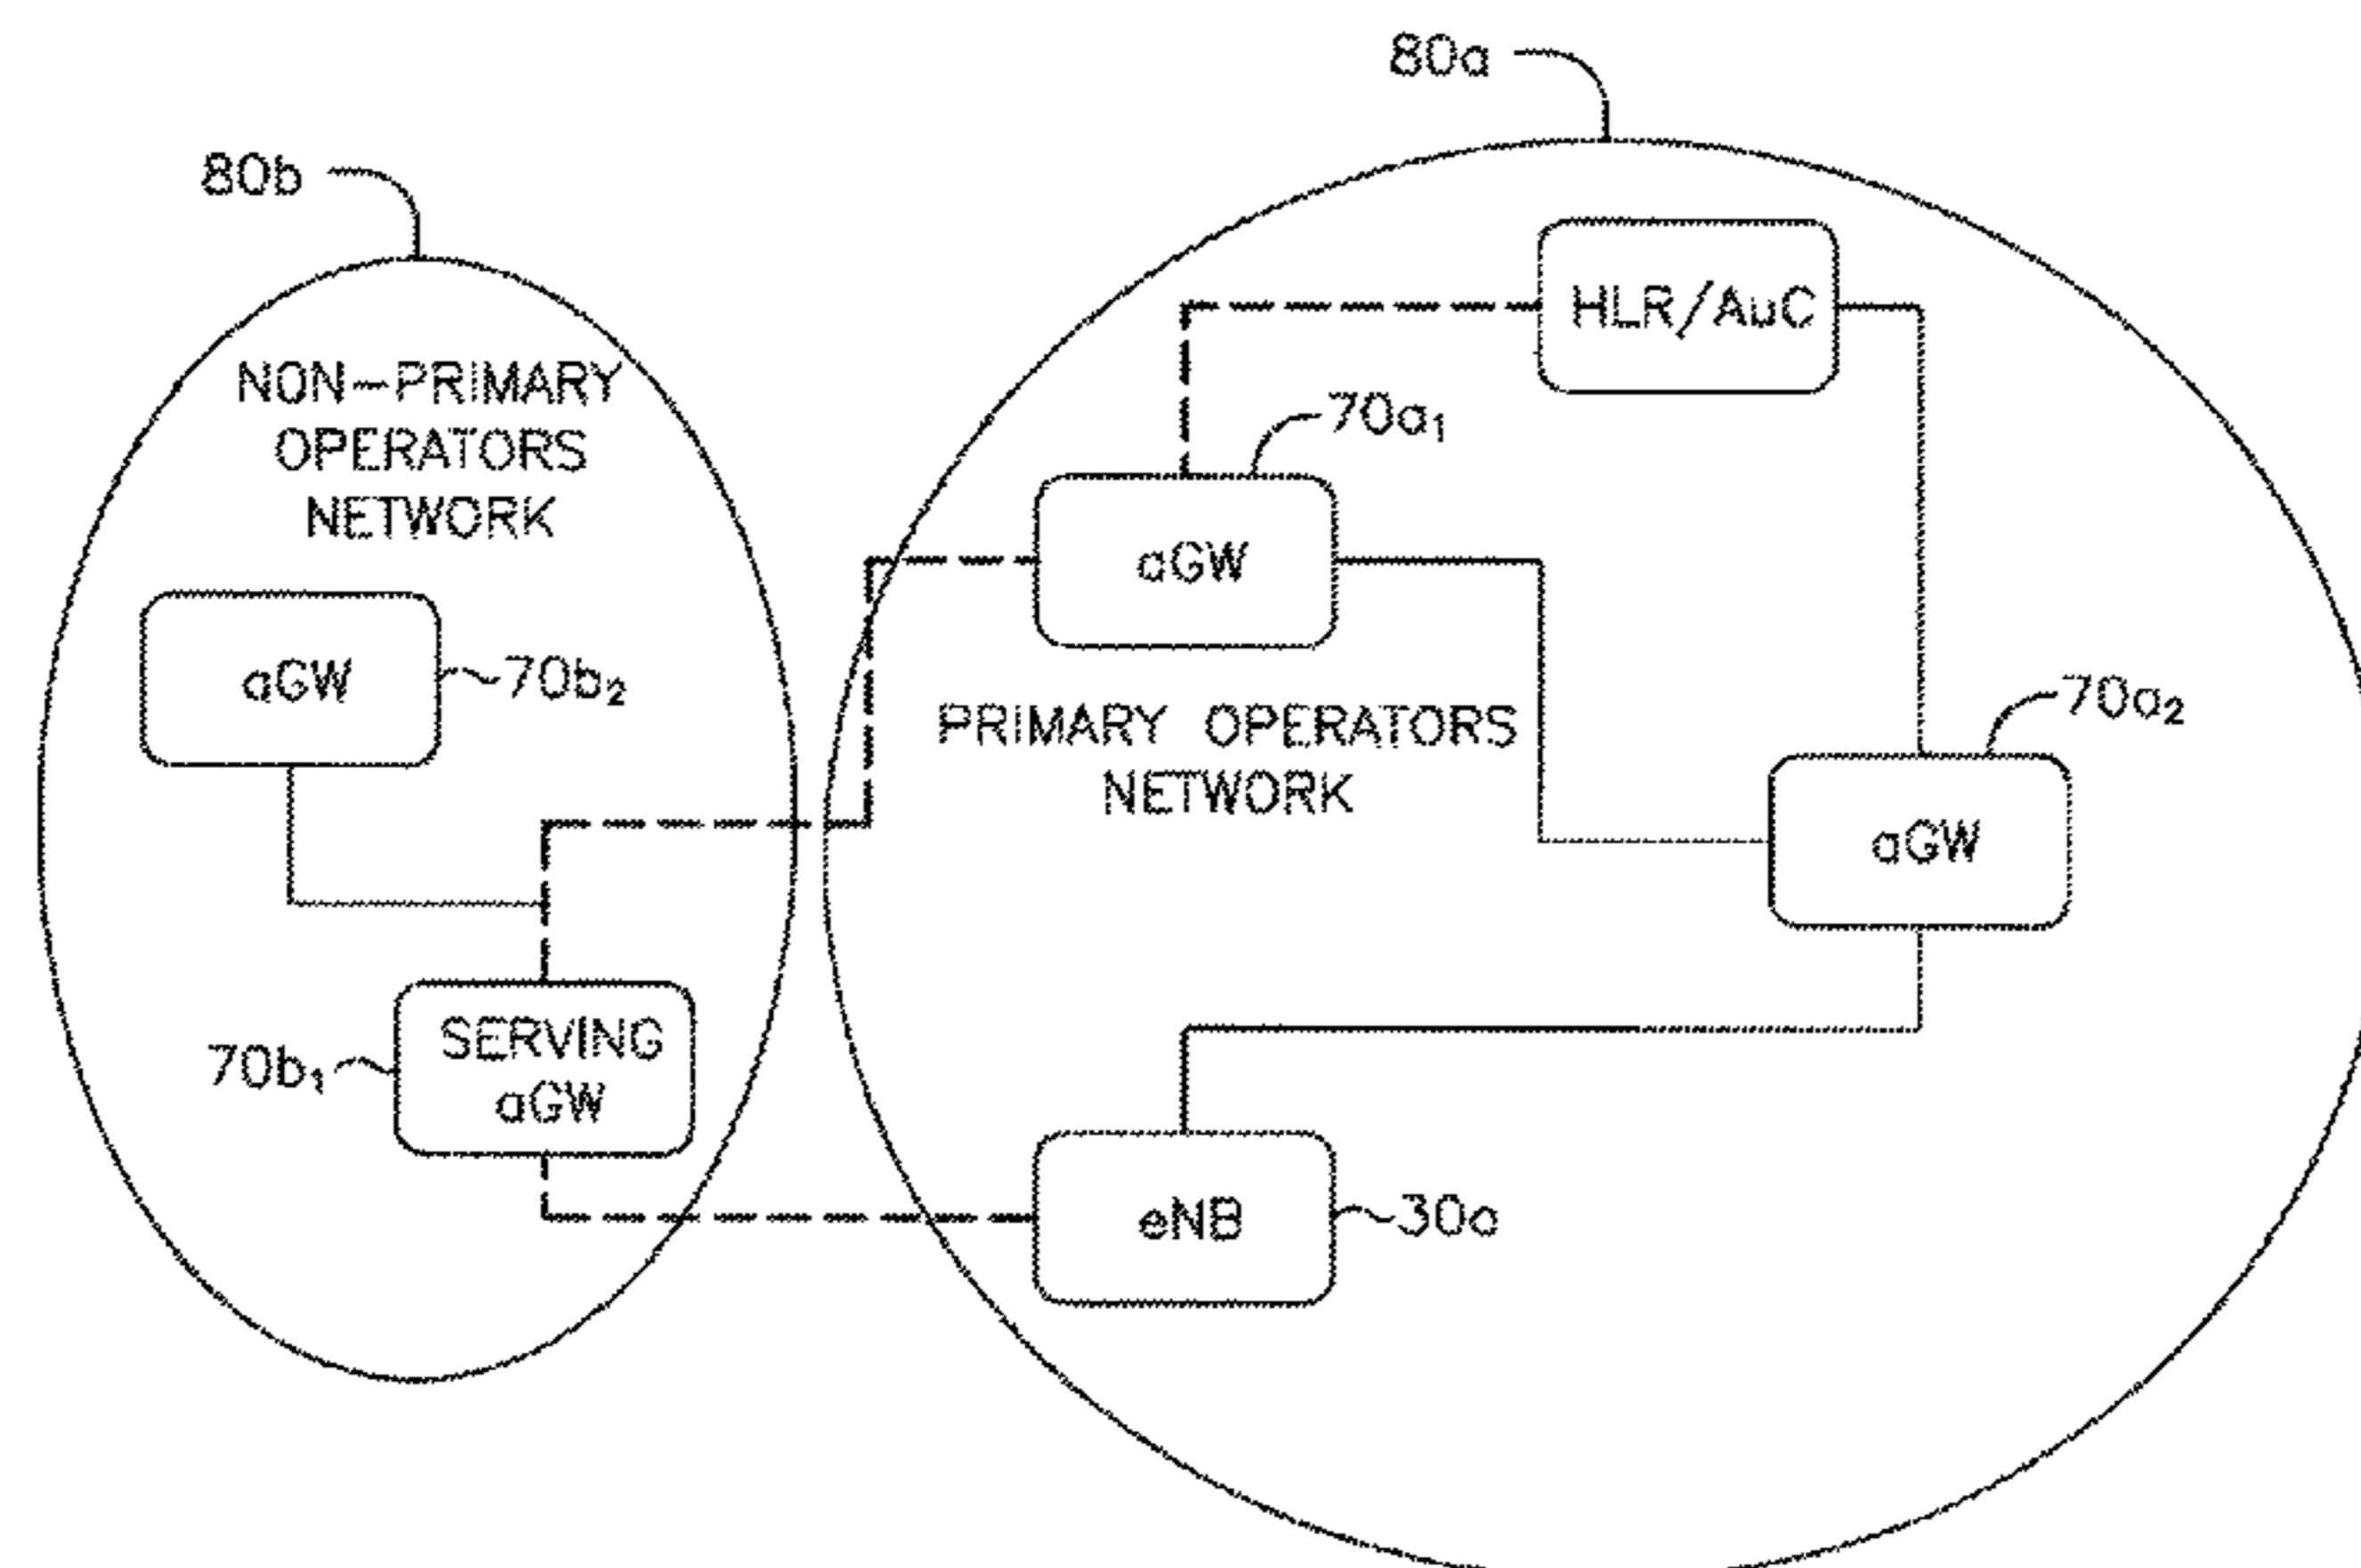 80a
80b
HLR/AuC
NON-PRIMARY
OPERATORS
NETWORK
70a₁
aGW
aGW
70b₂
PRIMARY OPERATORS
NETWORK
70a₂
aGW
SERVING
aGW
70b₁
eNB
30a